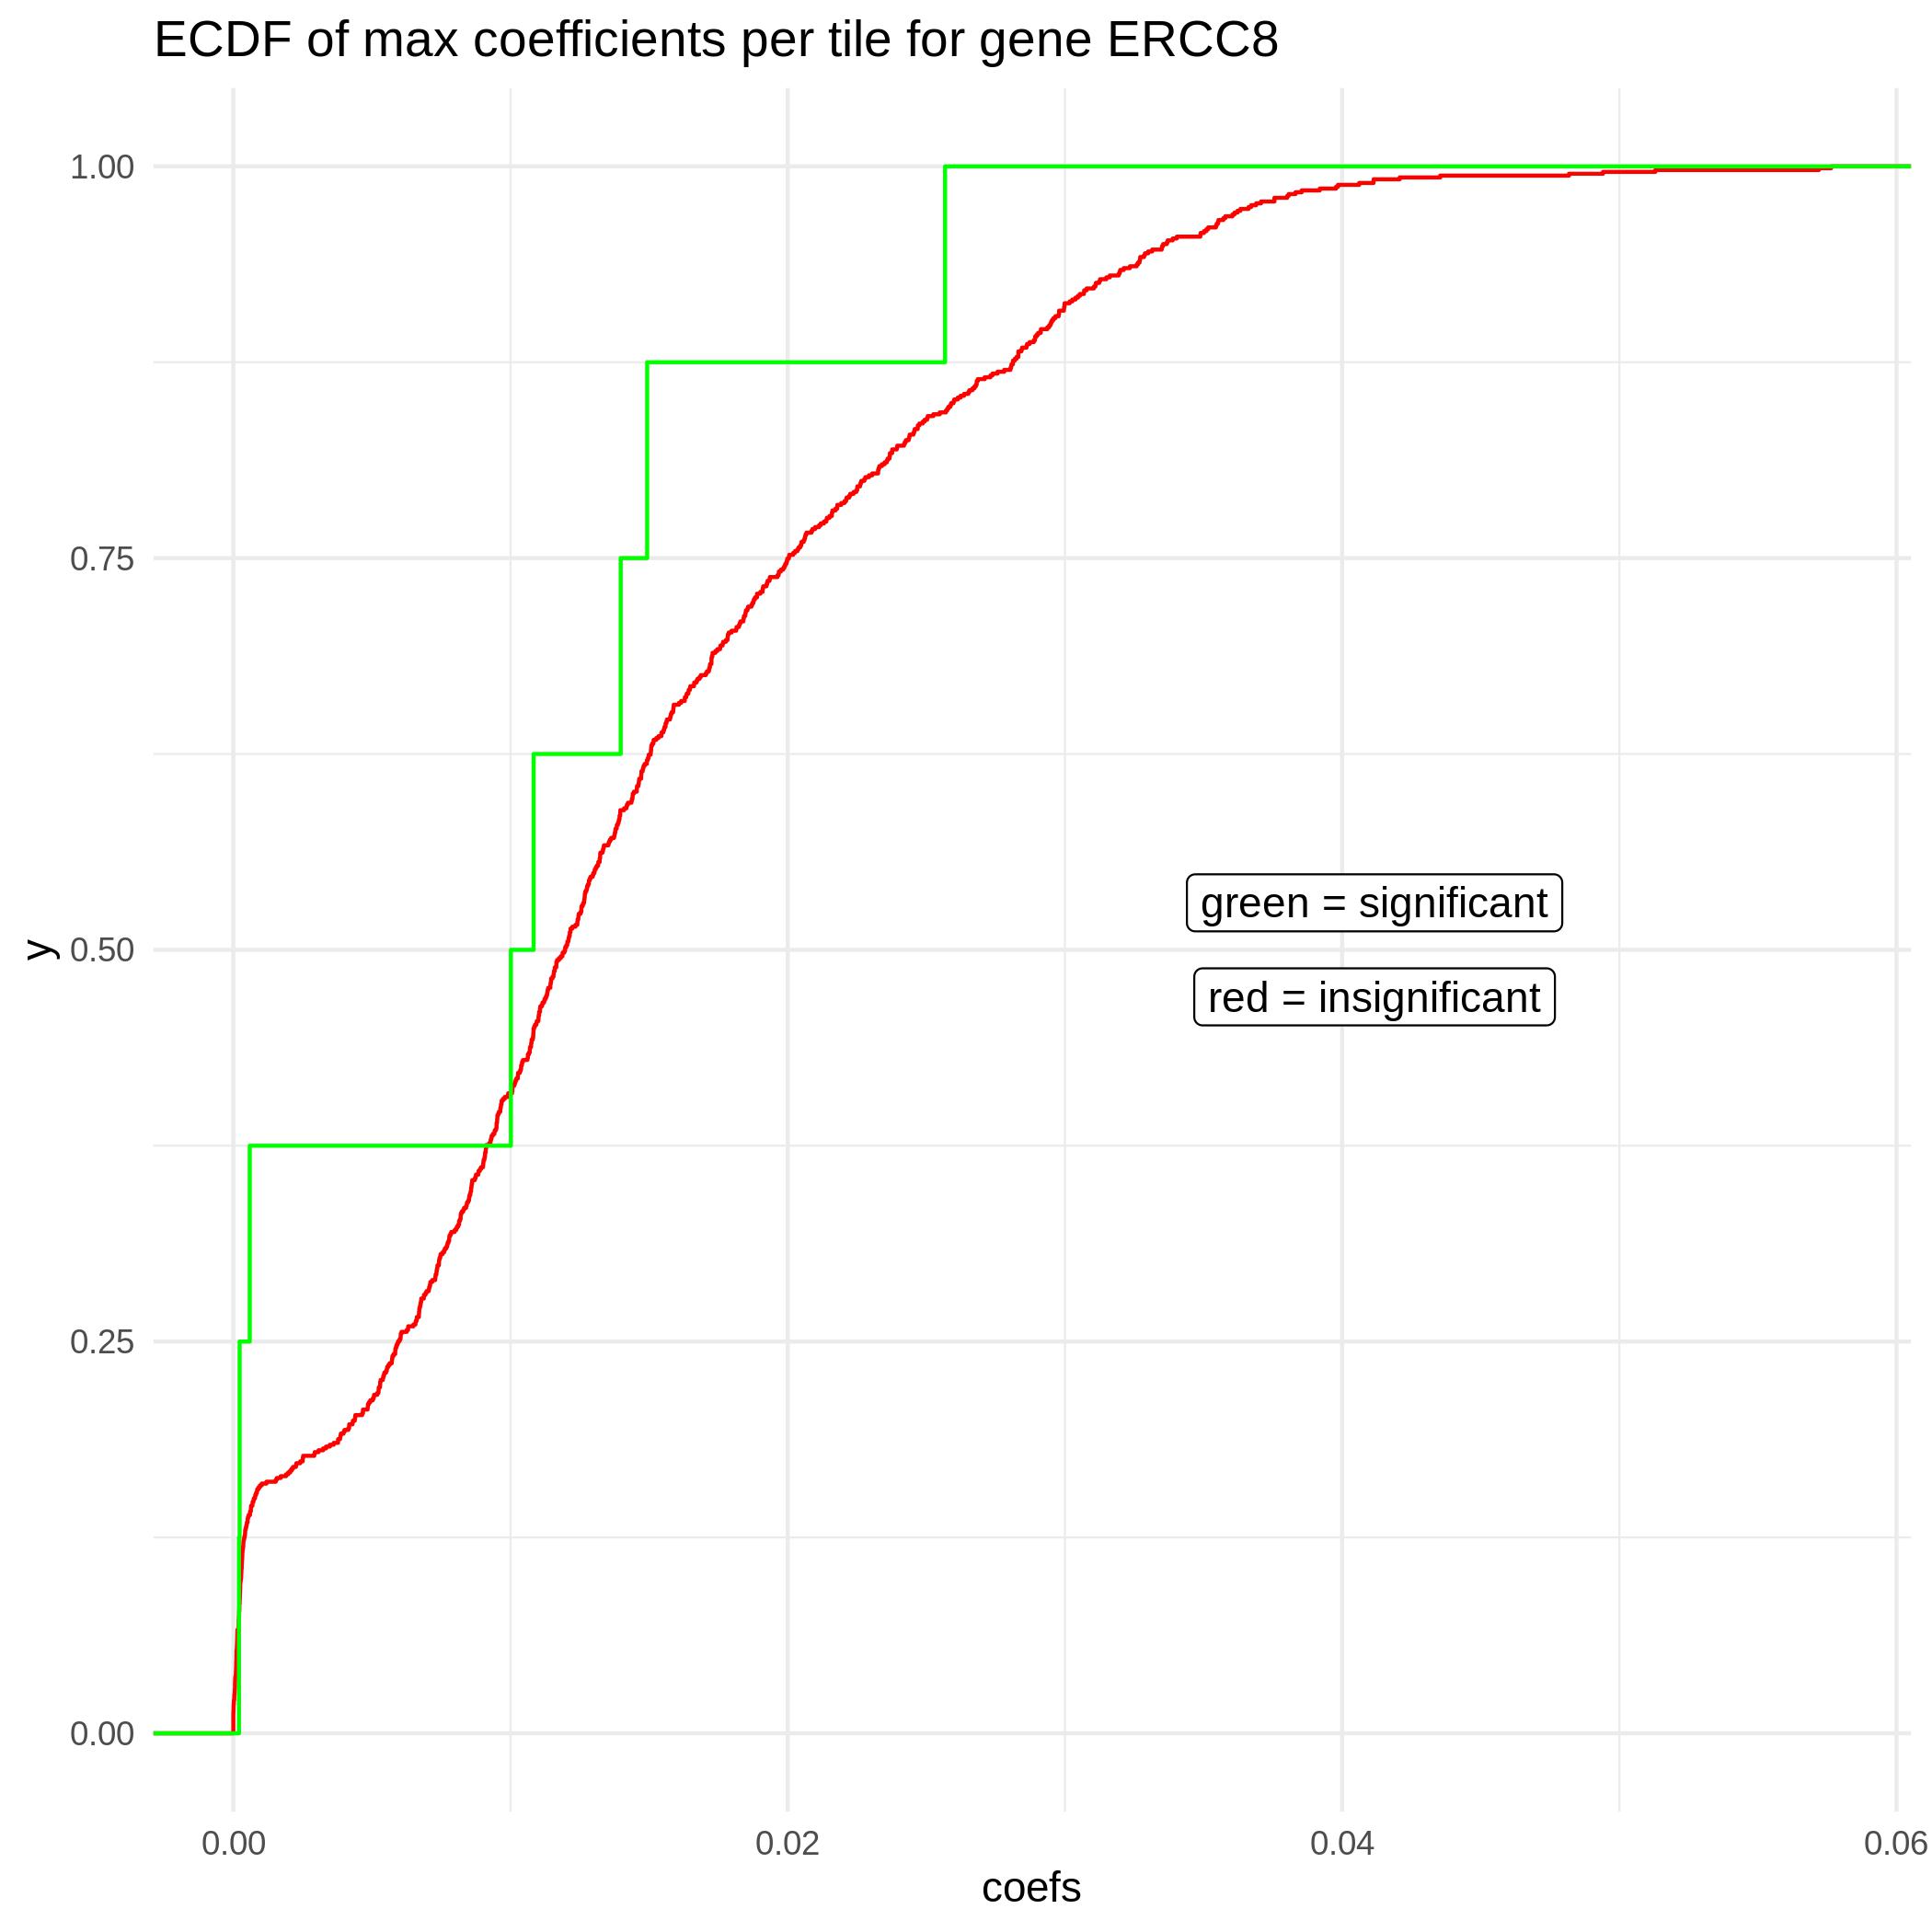 ECDF of max coefficients per tile for gene ERCC8
1.00
0.75
0.50
0.25
0.00
y
green = significant
red = insignificant
0.00 0.02 0.04 0.06
coefs